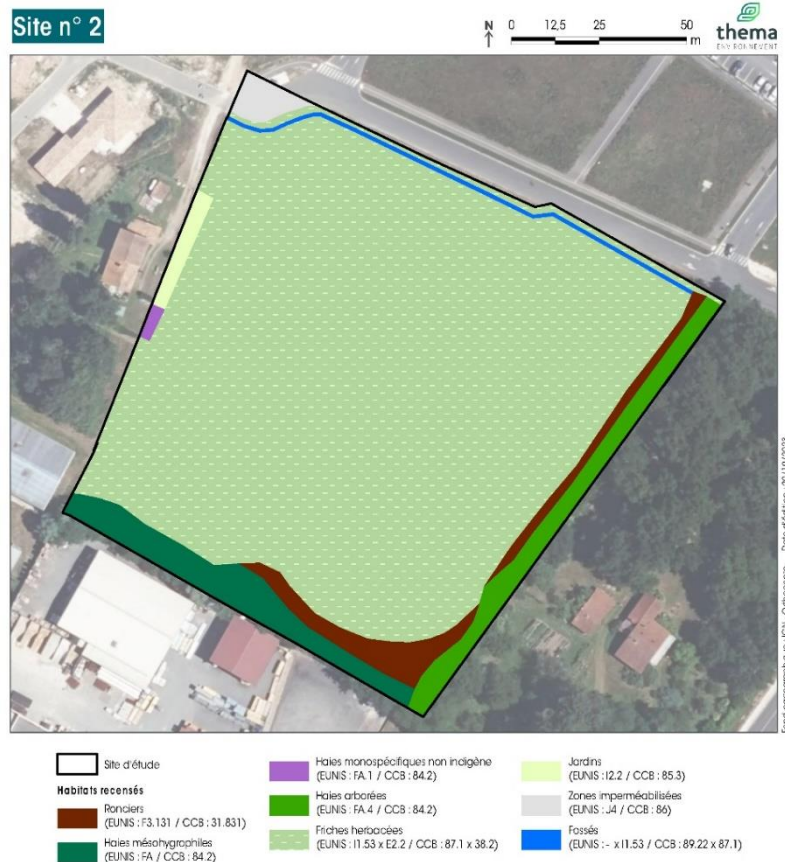 Site n° 2
N
0 12,5 25 50
m
thema
ENVIRONNEMENT
Site d'étude
Habitats recensés
Ronciers
(EUNIS : F3.131 / CCB : 31.831)
Haies mésohygrophiles
(EUNIS : FA / CCB : 84.2)
Haies monospécifiques non indigène
(EUNIS : FA.1 / CCB : 84.2)
Haies arborées
(EUNIS : FA.4 / CCB : 84.2)
Friches herbacées
(EUNIS : I1.53 x E2.2 / CCB : 87.1 x 38.2)
Jardins
(EUNIS : I2.2 / CCB : 85.3)
Zones imperméabilisées
(EUNIS : J4 / CCB : 86)
Fossés
(EUNIS : - x I1.53 / CCB : 89.22 x 87.1)